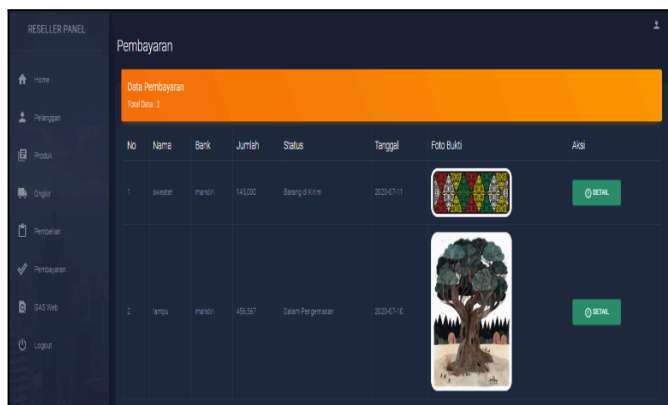 RESELLER PANEL
Home
Pelanggan
Produk
Ongkir
Pembelian
Pembayaran
GAS Web
Logout
Pembayaran
Data Pembayaran
Total Data : 2
No Nama Bank Jumlah Status Tanggal Foto Bukti Aksi
1 sweater mandiri 145,000 Barang di Kirim 2020-07-11 DETAIL
2 lampu mandiri 456,567 Dalam Pengemasan 2020-07-10 DETAIL